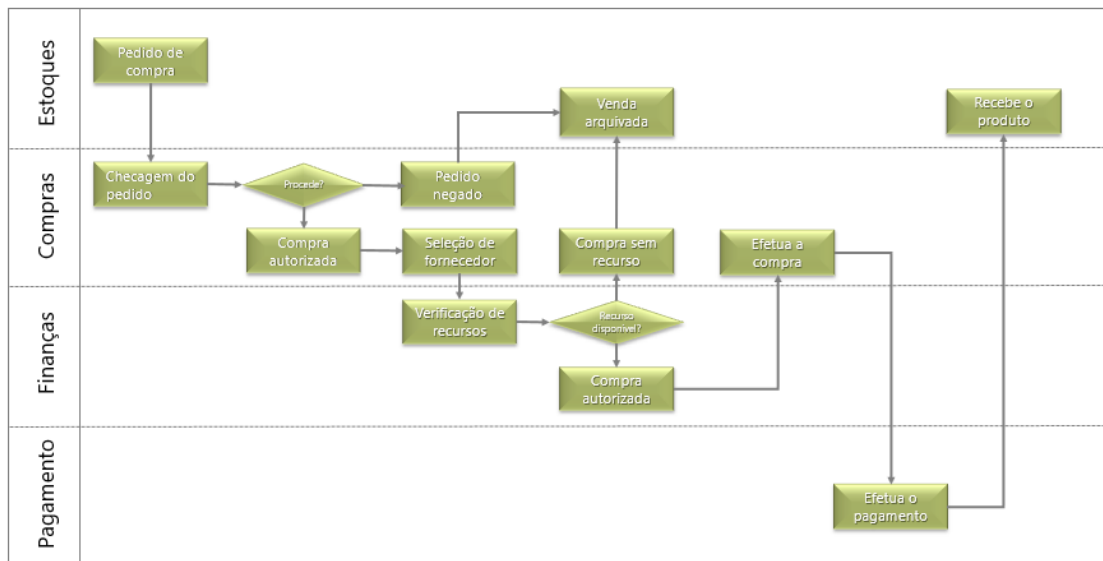 Estoques
Pedido de
compra
Venda
arquivada
Recebe o
produto
Compras
Checagem do
pedido
Procede?
Pedido
negado
Compra
autorizada
Seleção de
fornecedor
Compra sem
recurso
Efetua a
compra
Finanças
Verificação de
recursos
Recurso
disponível?
Compra
autorizada
Pagamento
Efetua o
pagamento